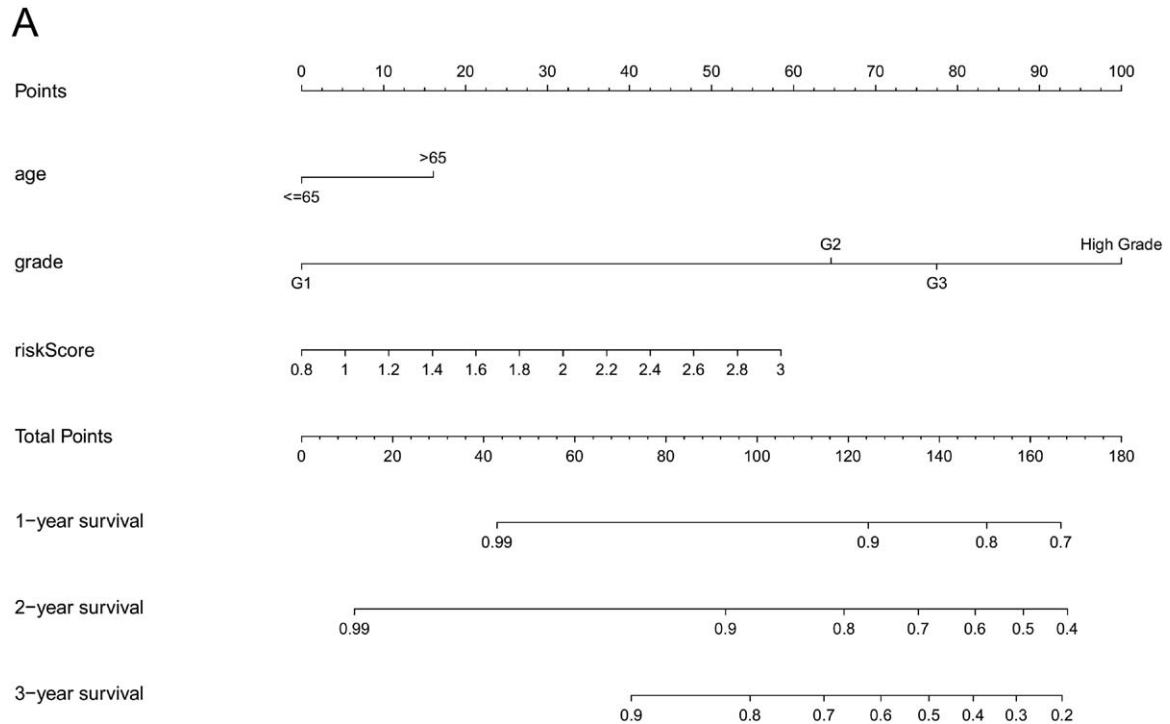 A
0 10 20 30 40 50 60 70 80 90 100
Points
>65
age
<=65
G2 High Grade
grade
G1 G3
riskScore
0.8 1 1.2 1.4 1.6 1.8 2 2.2 2.4 2.6 2.8 3
Total Points
0 20 40 60 80 100 120 140 160 180
1−year survival
0.99 0.9 0.8 0.7
2−year survival
0.99 0.9 0.8 0.7 0.6 0.5 0.4
3−year survival
0.9 0.8 0.7 0.6 0.5 0.4 0.3 0.2